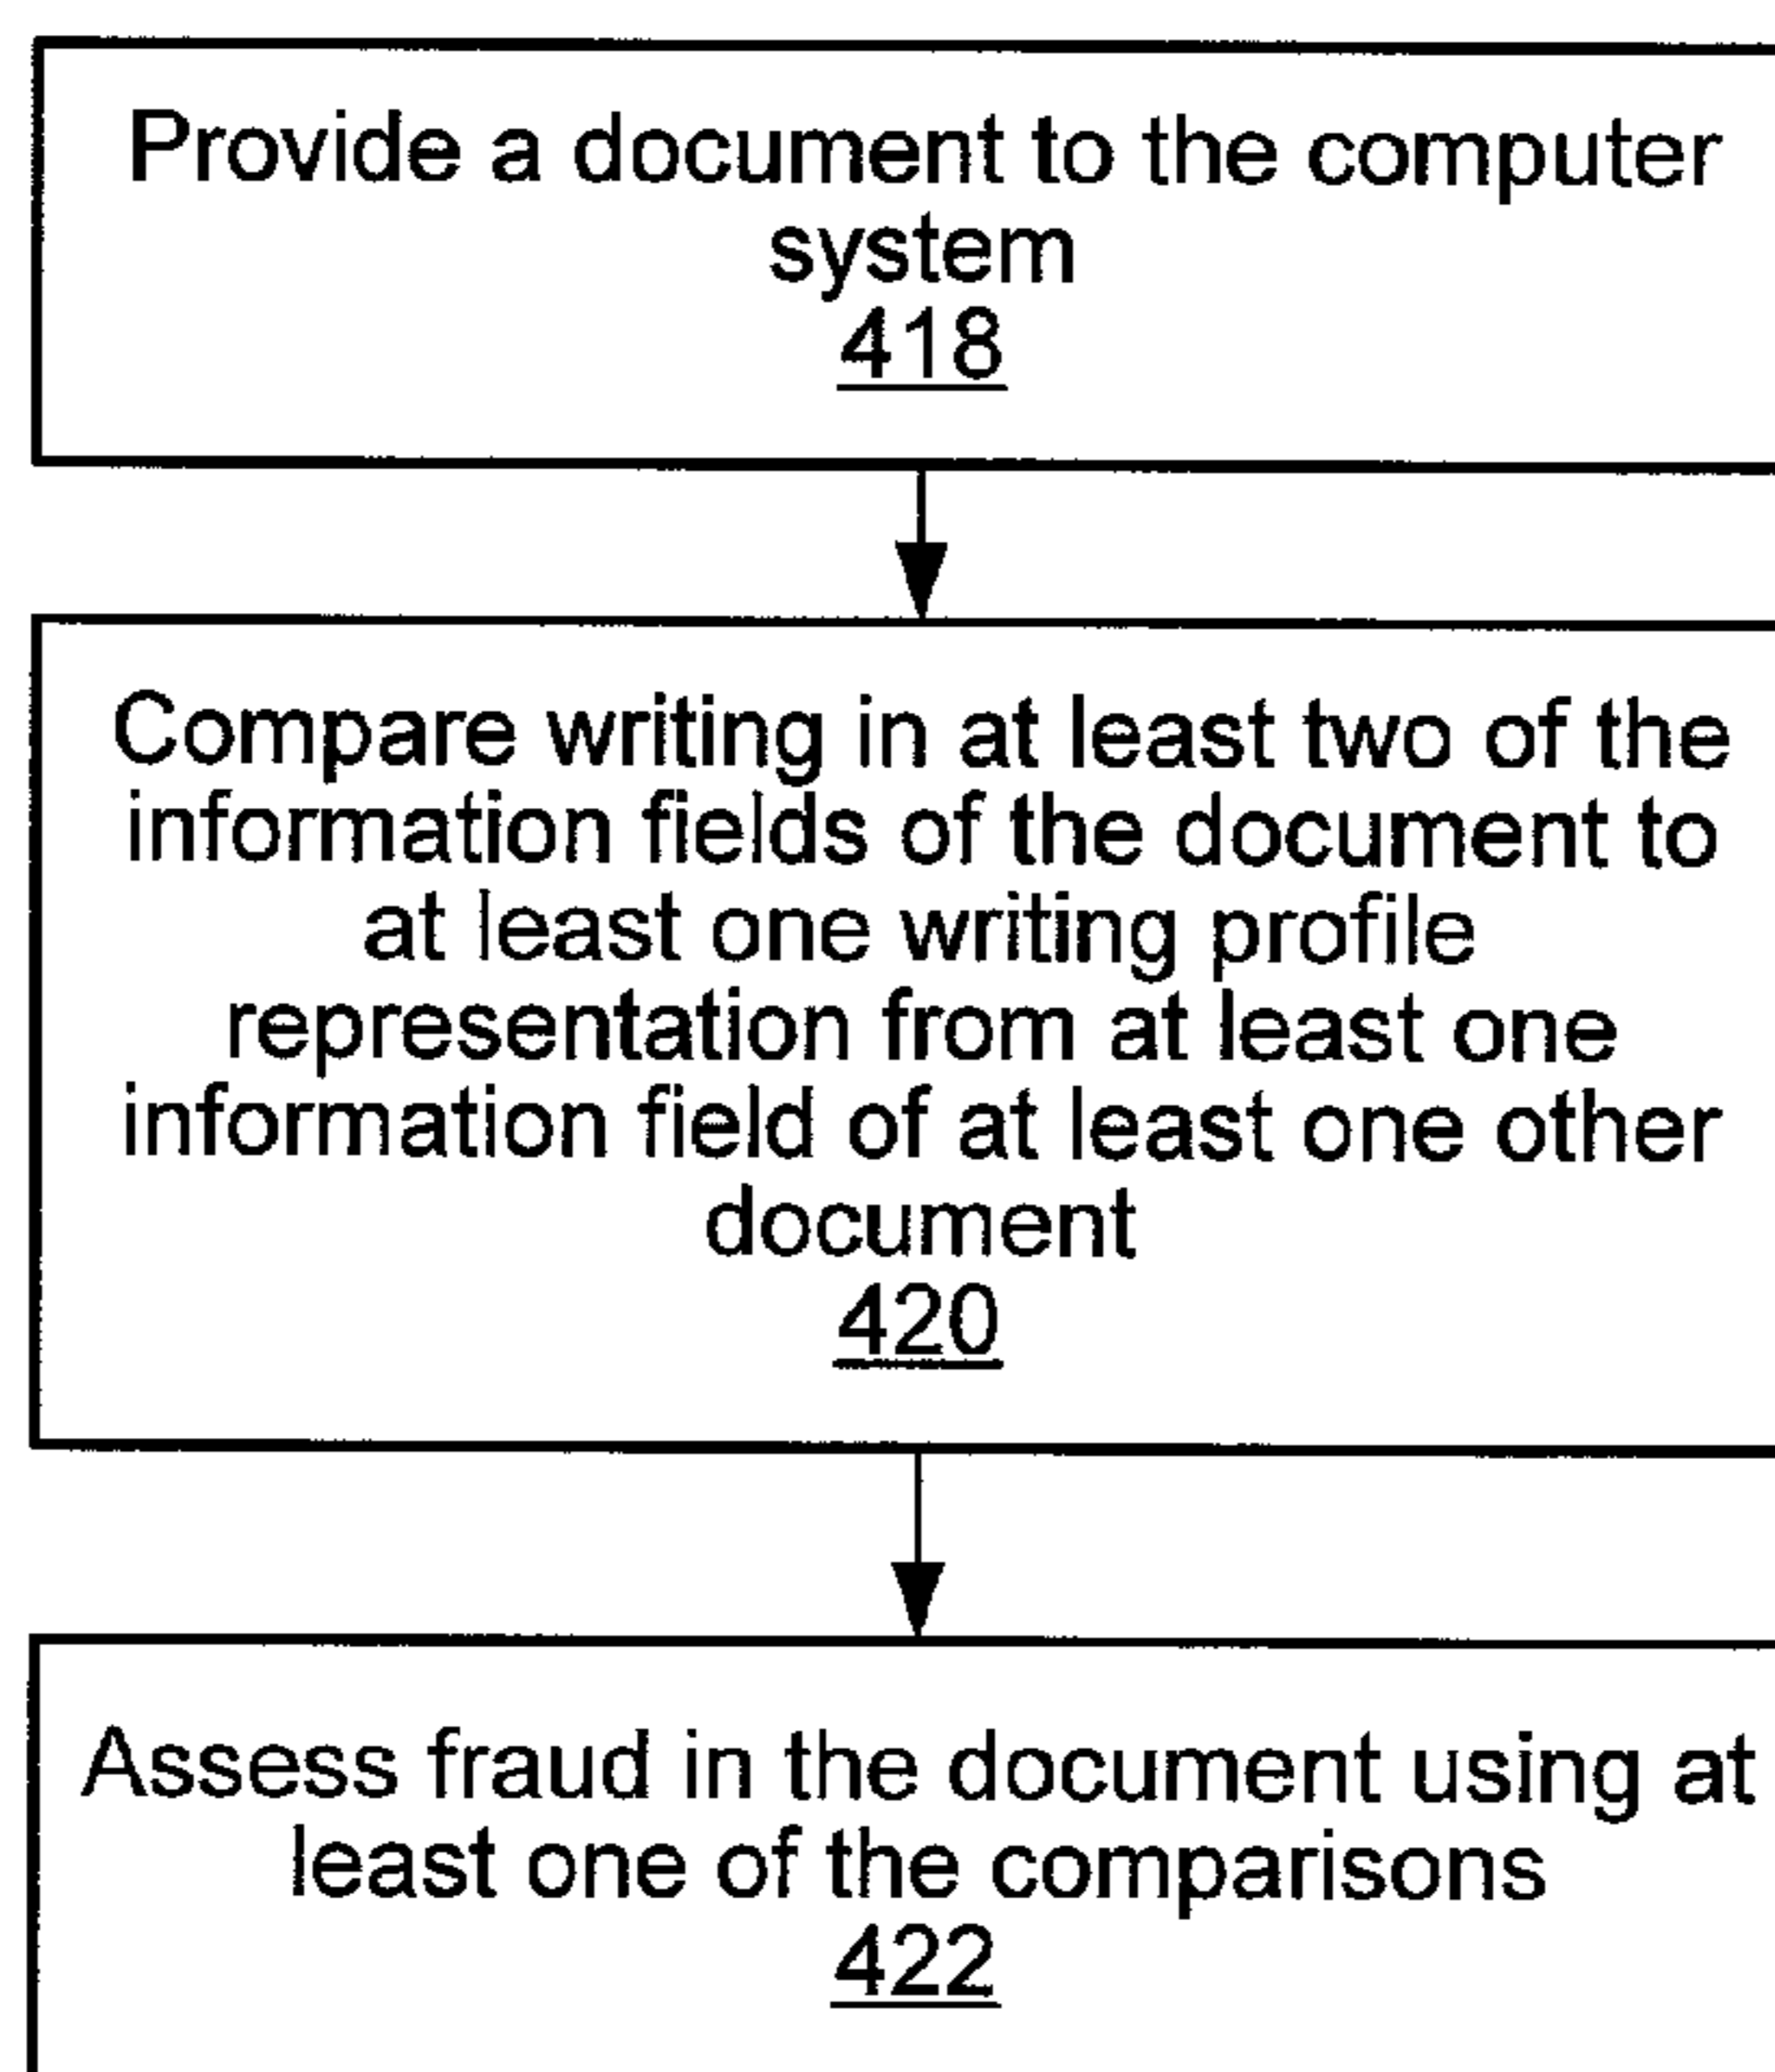 Provide a document to the computer
system
418
Compare writing in at least two of the
information fields of the document to
at least one writing profile
representation from at least one
information field of at least one other
document
420
Assess fraud in the document using at
least one of the comparisons
422